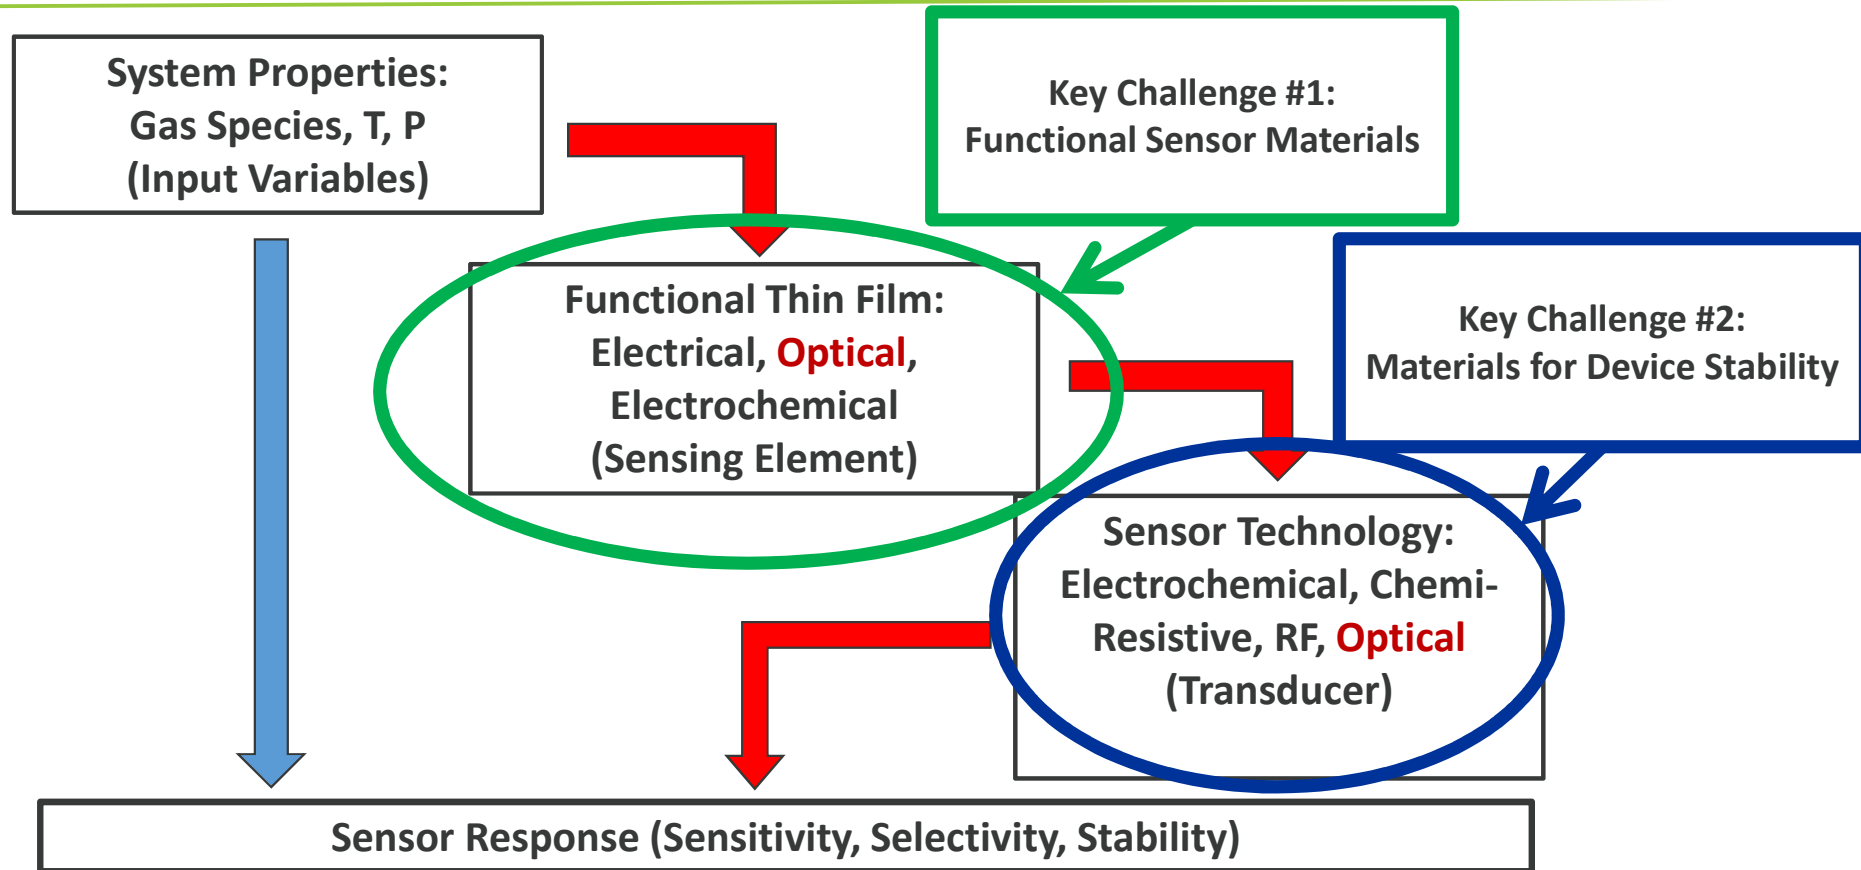 System Properties:
Gas Species, T, P
(Input Variables)
Key Challenge #1:
Functional Sensor Materials
Functional Thin Film:
Electrical, Optical,
Electrochemical
(Sensing Element)
Key Challenge #2:
Materials for Device Stability
Sensor Technology:
Electrochemical, Chemi-
Resistive, RF, Optical
(Transducer)
Sensor Response (Sensitivity, Selectivity, Stability)